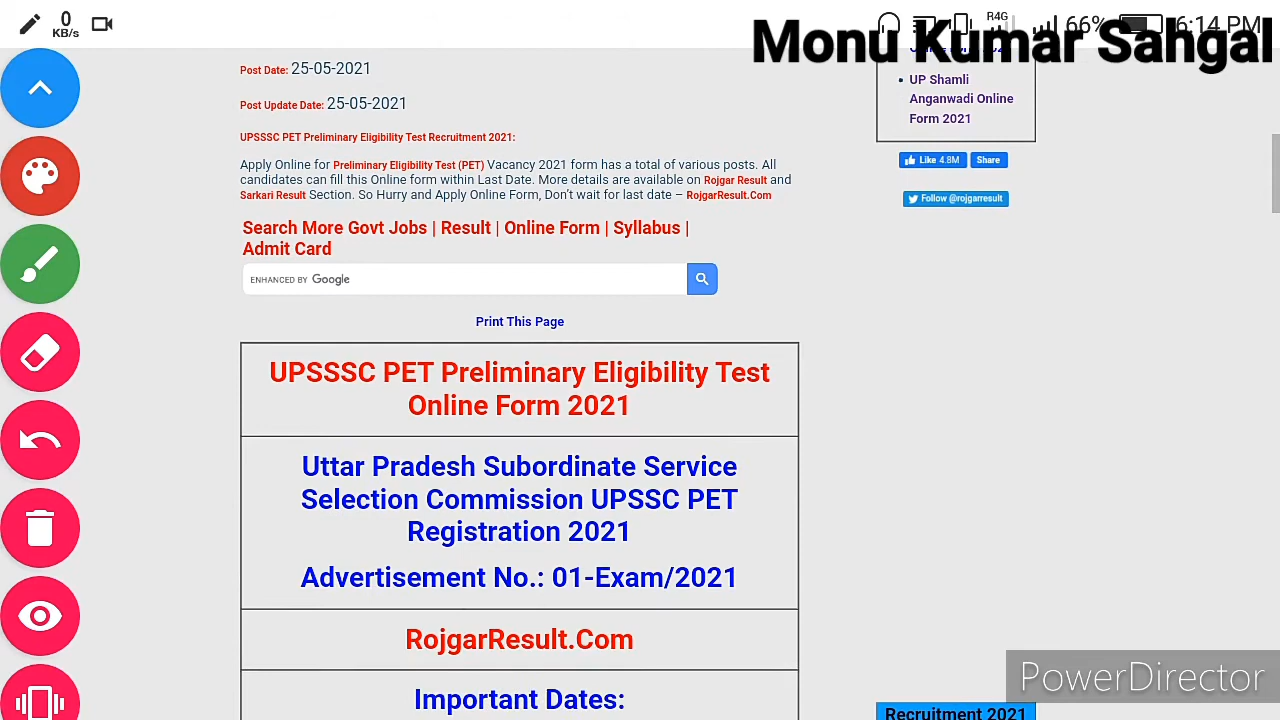 0
KB/s
R4G
66%
6:14 PM
Monu Kumar Sahgal
Post Date: 25-05-2021
Post Update Date: 25-05-2021
UPSSSC PET Preliminary Eligibility Test Recruitment 2021:
Apply Online for Preliminary Eligibility Test (PET) Vacancy 2021 form has a total of various posts. All
candidates can fill this Online form within Last Date. More details are available on Rojgar Result and
Sarkari Result Section. So Hurry and Apply Online Form, Don't wait for last date – RojgarResult.Com
Search More Govt Jobs | Result | Online Form | Syllabus |
Admit Card
ENHANCED BY Google
Print This Page
UPSSSC PET Preliminary Eligibility Test
Online Form 2021
Uttar Pradesh Subordinate Service
Selection Commission UPSSC PET
Registration 2021
Advertisement No.: 01-Exam/2021
RojgarResult.Com
Important Dates:
• UP Shamli
Anganwadi Online
Form 2021
Like 4.8M
Share
Follow @rojgarresult
PowerDirector
Recruitment 2021